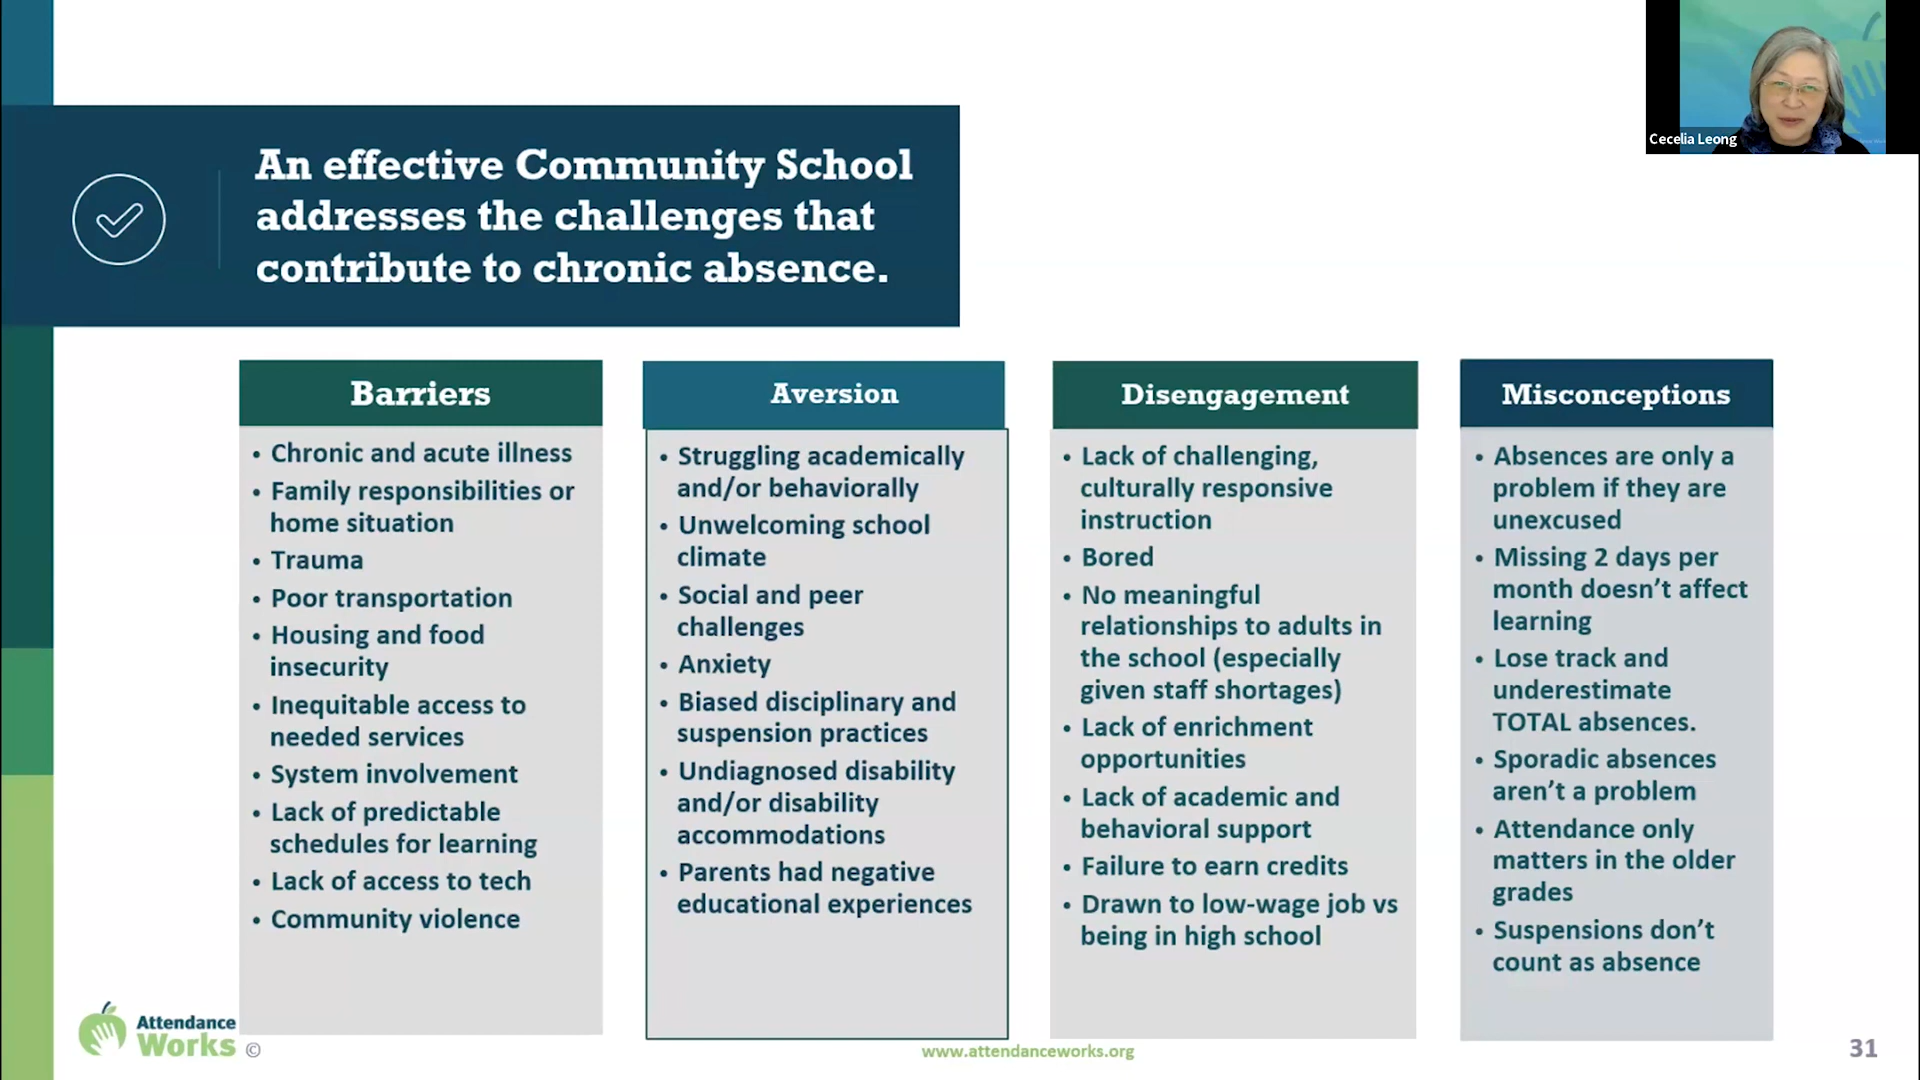 Cecelia Leong
An effective Community School
addresses the challenges that
contribute to chronic absence.
Barriers
• Chronic and acute illness
• Family responsibilities or
home situation
• Trauma
• Poor transportation
• Housing and food
insecurity
• Inequitable access to
needed services
• System involvement
• Lack of predictable
schedules for learning
• Lack of access to tech
• Community violence
Aversion
• Struggling academically
and/or behaviorally
• Unwelcoming school
climate
• Social and peer
challenges
• Anxiety
• Biased disciplinary and
suspension practices
• Undiagnosed disability
and/or disability
accommodations
• Parents had negative
educational experiences
Disengagement
• Lack of challenging,
culturally responsive
instruction
• Bored
• No meaningful
relationships to adults in
the school (especially
given staff shortages)
• Lack of enrichment
opportunities
• Lack of academic and
behavioral support
• Failure to earn credits
• Drawn to low-wage job vs
being in high school
Misconceptions
• Absences are only a
problem if they are
unexcused
• Missing 2 days per
month doesn’t affect
learning
• Lose track and
underestimate
TOTAL absences.
• Sporadic absences
aren’t a problem
• Attendance only
matters in the older
grades
• Suspensions don’t
count as absence
Attendance
Works ©
www.attendanceworks.org
31